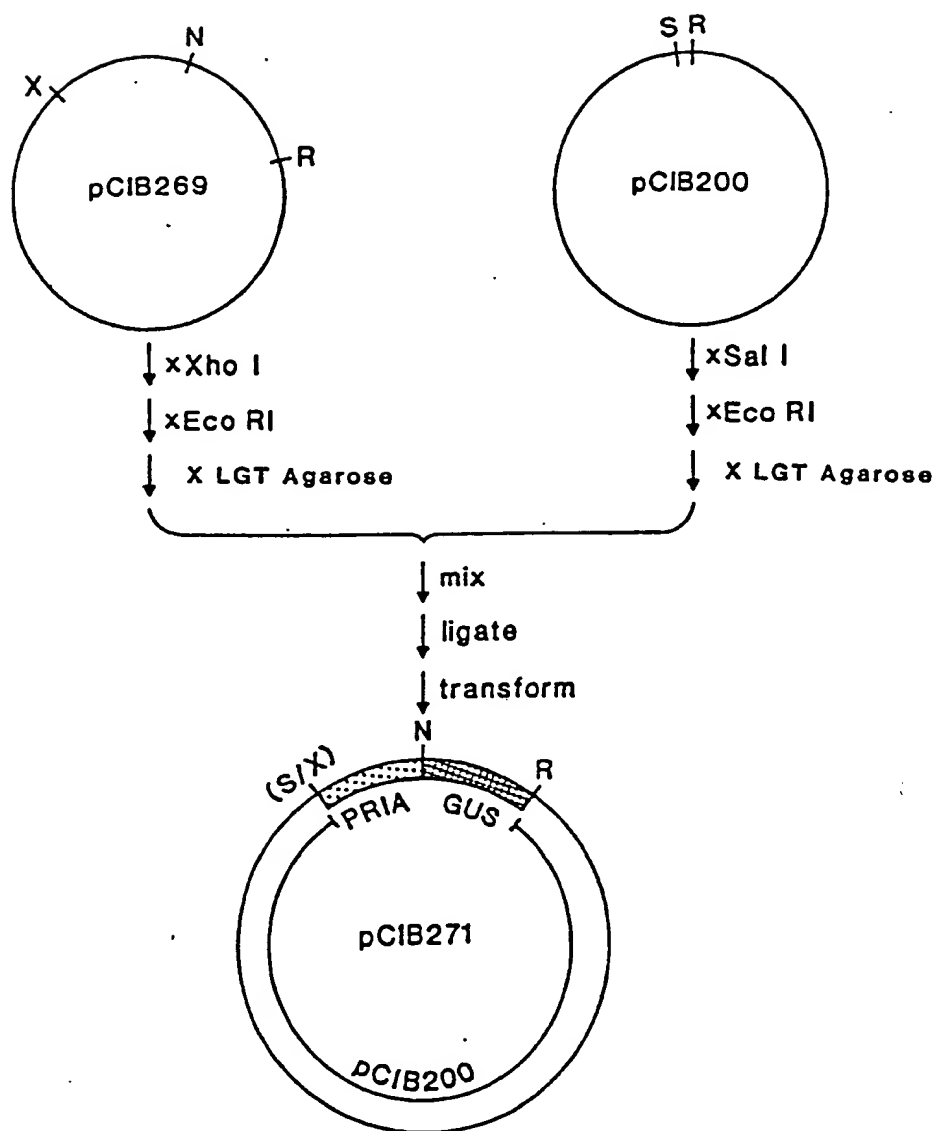 N
X
R
pCIB269
S R
pCIB200
xXho I
xEco RI
X LGT Agarose
xSal I
xEco RI
X LGT Agarose
mix
ligate
transform
N
(S/X)
R
PRIA
GUS
pCIB271
pCIB200